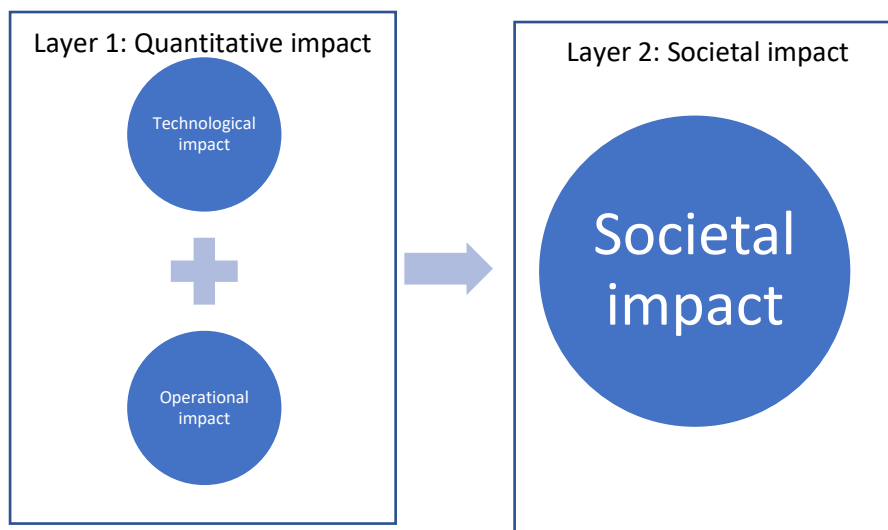 Layer 1: Quantitative impact
Technological
impact
Operational
impact
Layer 2: Societal impact
Societal
impact